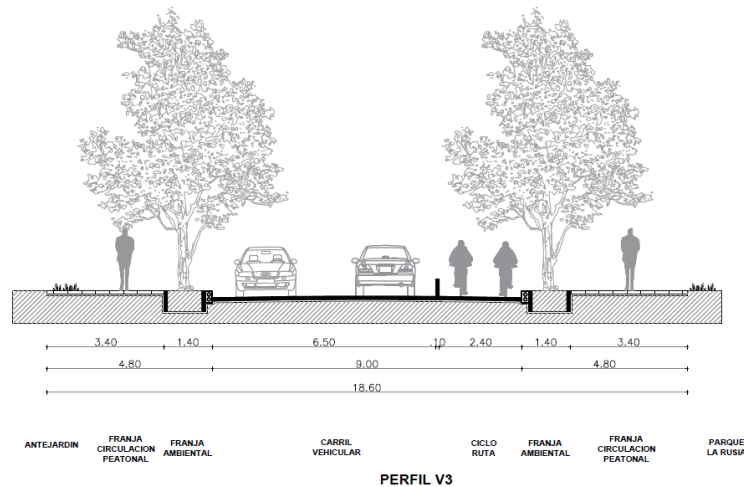 3.40 1.40 6.50 .10 2.40 1.40 3.40
4.80 9.00 4.80
18.60
ANTEJARDIN
FRANJA
CIRCULACION
PEATONAL
FRANJA
AMBIENTAL
CARRIL
VEHICULAR
CICLO
RUTA
FRANJA
AMBIENTAL
FRANJA
CIRCULACION
PEATONAL
PARQUE
LA RUSIA
PERFIL V3